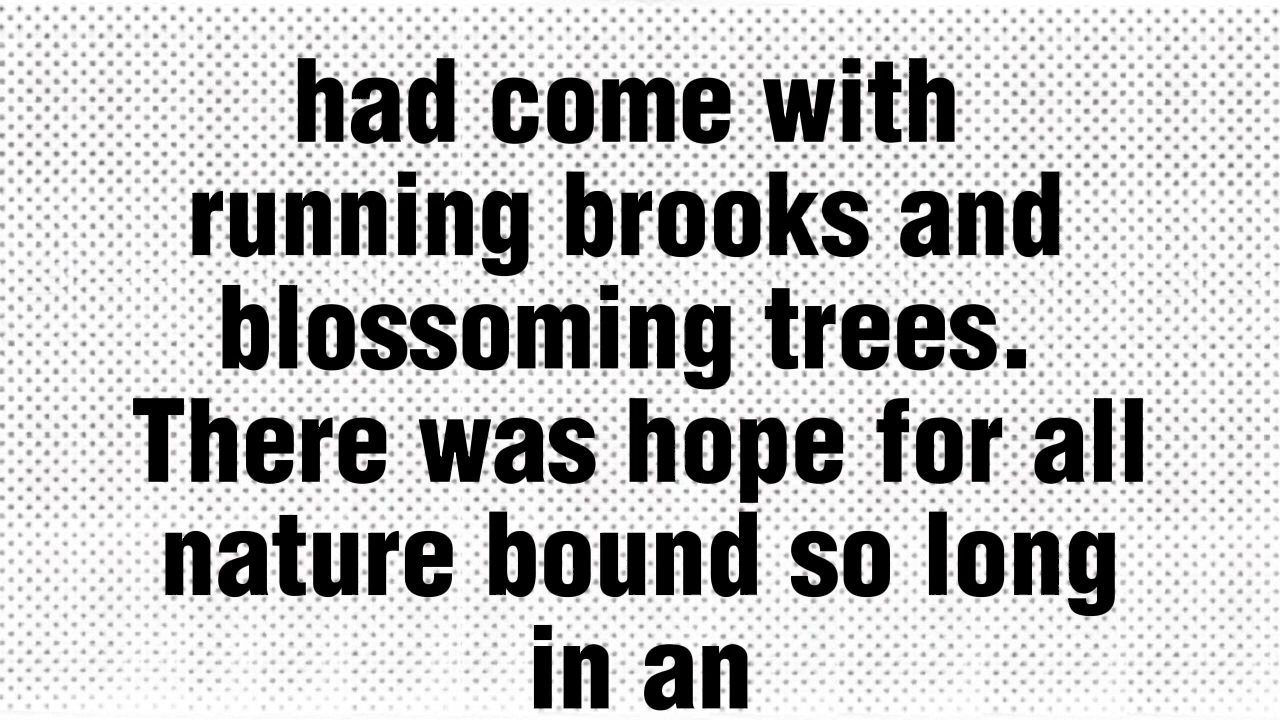 had come with
running brooks and
blossoming trees.
There was hope for all
nature bound so long
in an